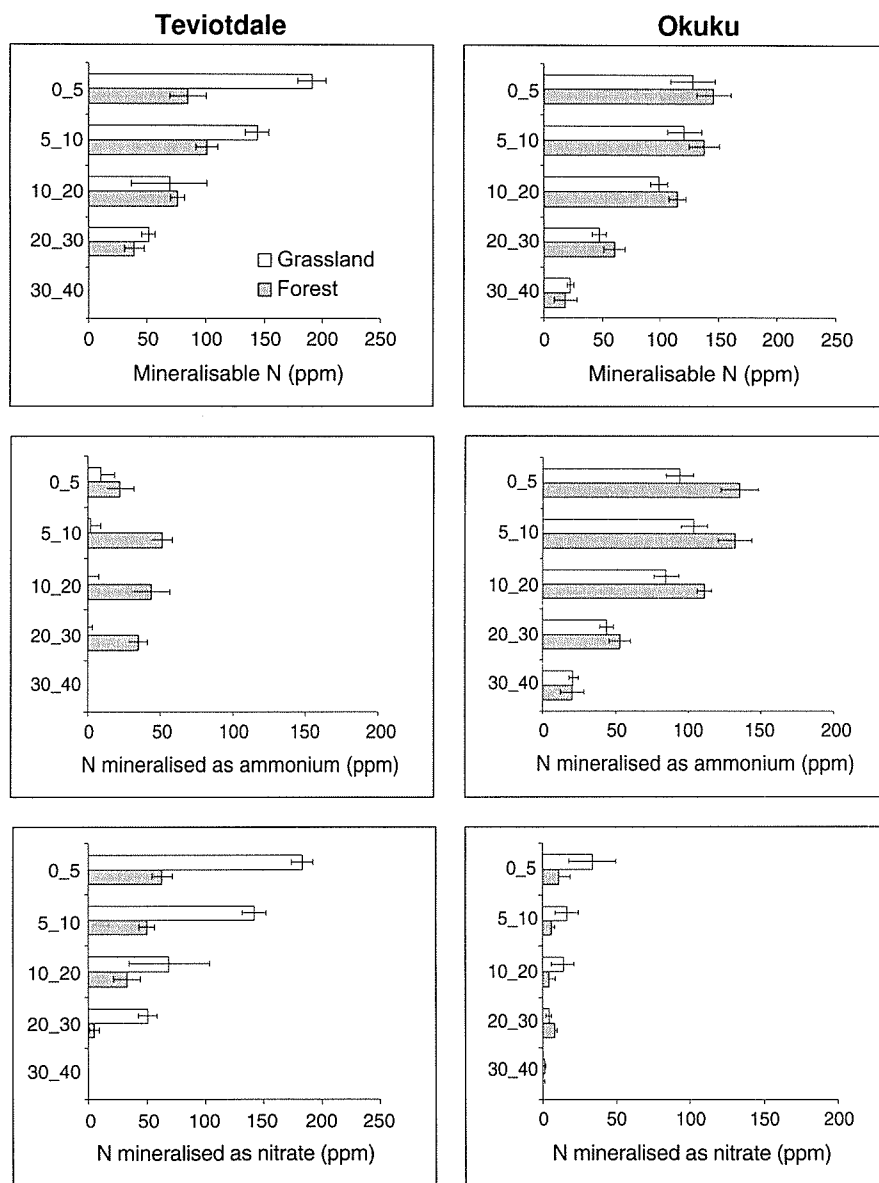 Teviotdale
0_5
5_10
10_20
20_30
30_40
Grassland
Forest
0 50 100 150 200 250
Mineralisable N (ppm)
Okuku
0_5
5_10
10_20
20_30
30_40
0 50 100 150 200 250
Mineralisable N (ppm)
0_5
5_10
10_20
20_30
30_40
0 50 100 150 200
N mineralised as ammonium (ppm)
0_5
5_10
10_20
20_30
30_40
0 50 100 150 200
N mineralised as ammonium (ppm)
0_5
5_10
10_20
20_30
30_40
0 50 100 150 200 250
N mineralised as nitrate (ppm)
0_5
5_10
10_20
20_30
30_40
0 50 100 150 200
N mineralised as nitrate (ppm)